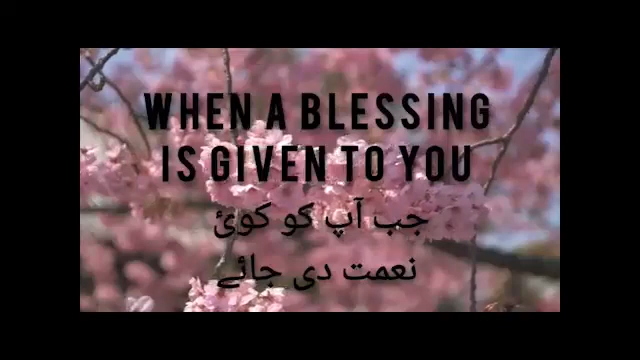 WHEN A BLESSING
IS GIVEN TO YOU
جب آپ کو کوئ
نعمت دی جائے